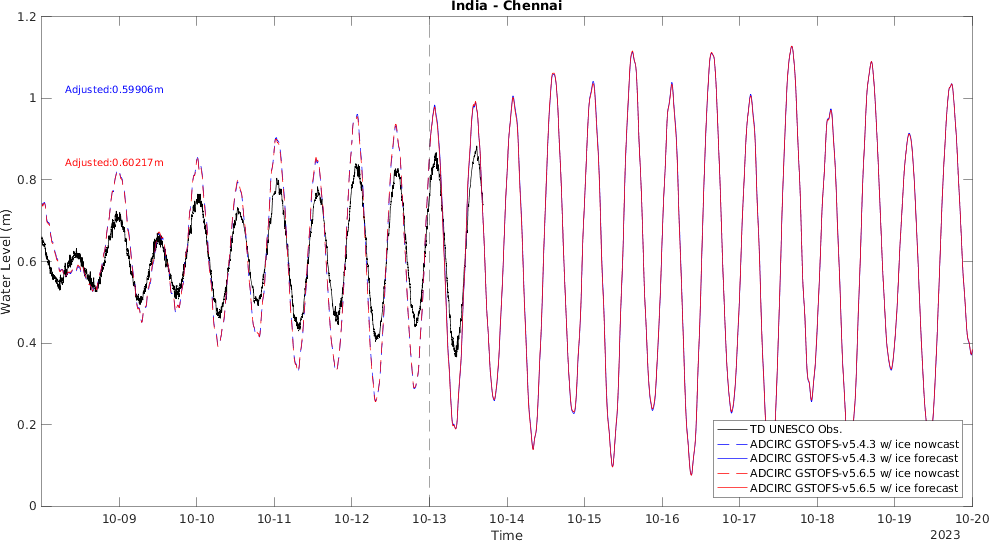 India - Chennai
Water Level (m)
1.2
1
0.8
0.6
0.4
0.2
0
Adjusted:0.59906m
Adjusted:0.60217m
TD UNESCO Obs.
ADCIRC GSTOFS-v5.4.3 w/ ice nowcast
ADCIRC GSTOFS-v5.4.3 w/ ice forecast
ADCIRC GSTOFS-v5.6.5 w/ ice nowcast
ADCIRC GSTOFS-v5.6.5 w/ ice forecast
10-09 10-10 10-11 10-12 10-13 10-14 10-15 10-16 10-17 10-18 10-19 10-20
Time
2023